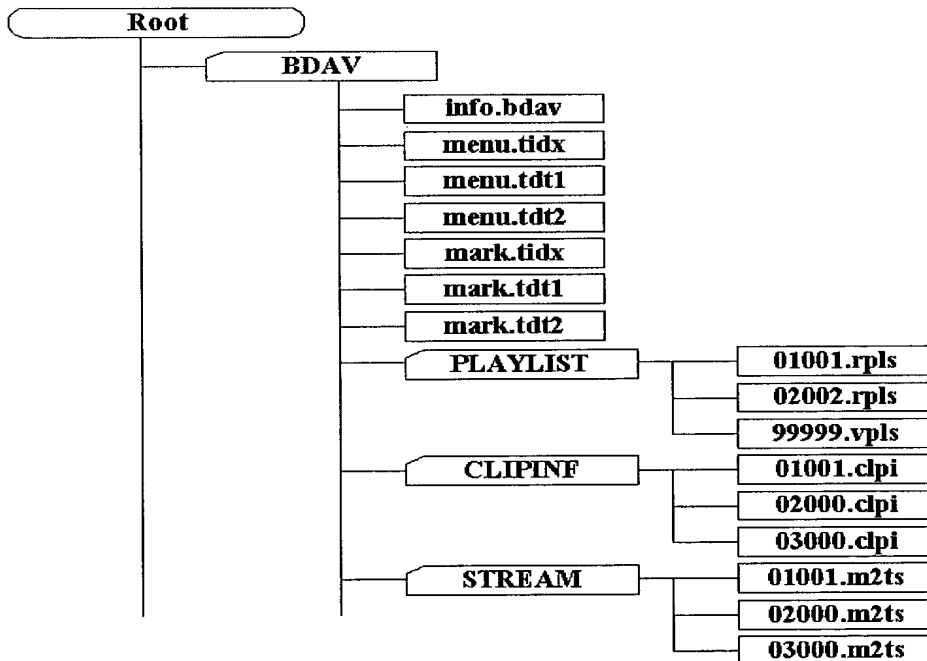 Root
BDAV
info.bdav
menu.tidx
menu.tdt1
menu.tdt2
mark.tidx
mark.tdt1
mark.tdt2
PLAYLIST
01001.rpls
02002.rpls
99999.vpls
CLIPINF
01001.clpi
02000.clpi
03000.clpi
STREAM
01001.m2ts
02000.m2ts
03000.m2ts